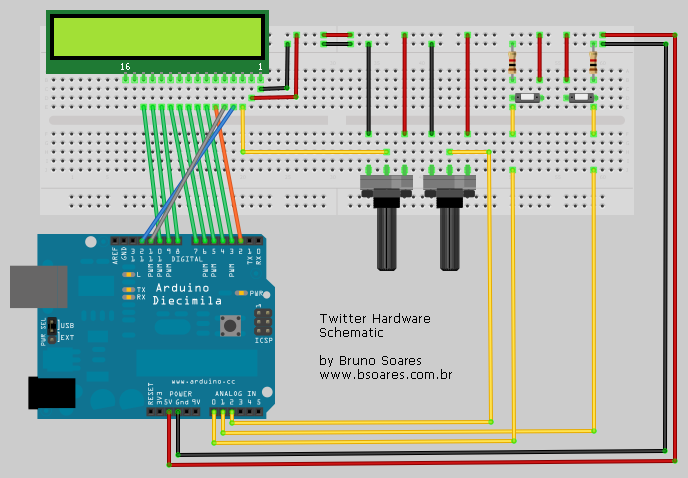 16 1
AREF
GND
13
12
11
10
9
8
7
6
5
4
3
2
1
0
PWM
PWM
PWM
PWM
PWM
PWM
TX
RX
DIGITAL
L
TX
RX
Arduino
Diecimila
PWR
1
ICSP
PWR SEL
USB
EXT
www.arduino.cc
RESET
3V3
5V
Gnd
9V
POWER
ANALOG IN
0 1 2 3 4 5
Twitter Hardware
Schematic
by Bruno Soares
www.bsoares.com.br